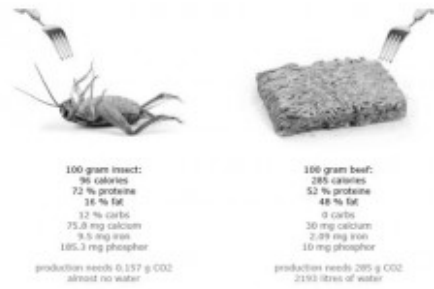 100 gram insect:
96 calories
72 % proteine
16 % fat
12 % carbs
75.8 mg calcium
9.5 mg iron
185.3 mg phosphor
production needs 0,157 g CO2
almost no water
100 gram beef:
285 calories
52 % proteine
48 % fat
0 carbs
30 mg calcium
2.09 mg iron
10 mg phosphor
production needs 285 g CO2
2193 litres of water